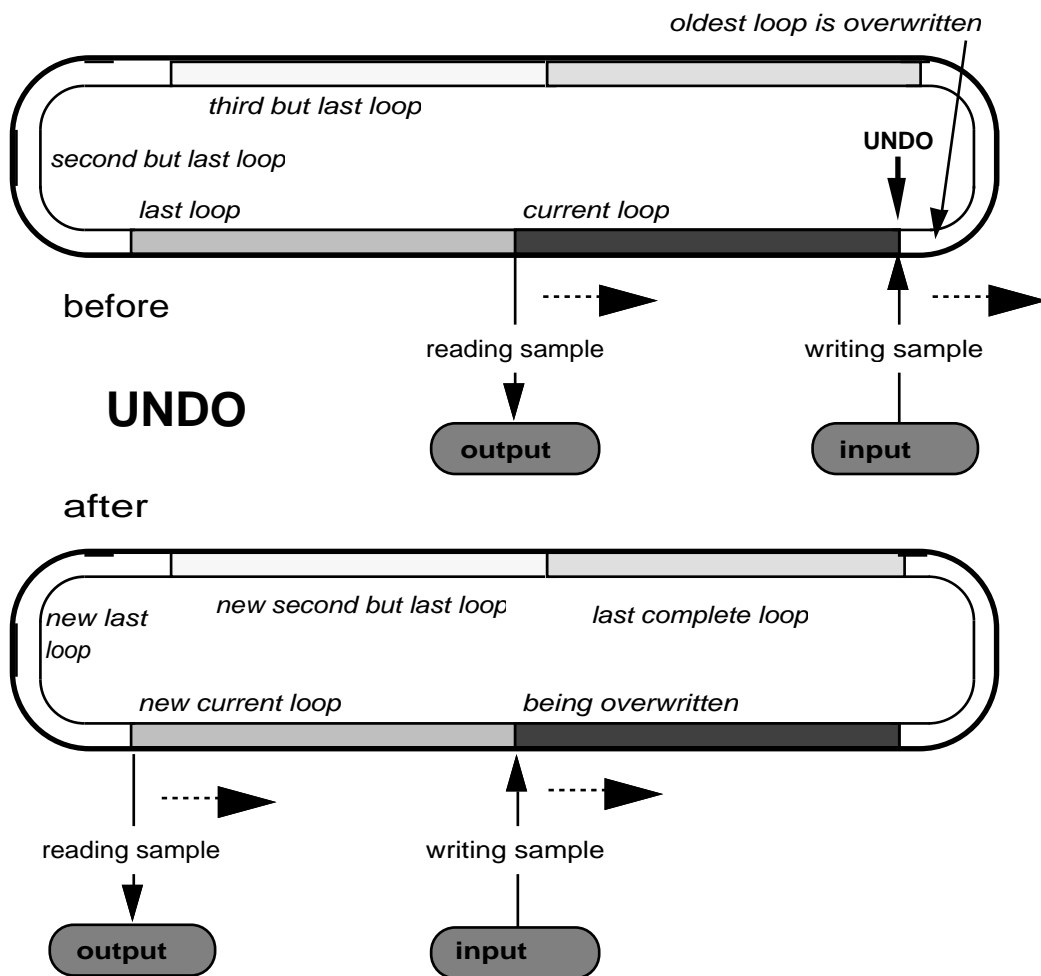 oldest loop is overwritten
third but last loop
UNDO
second but last loop
last loop
current loop
before
reading sample
writing sample
UNDO
output
input
after
new second but last loop
last complete loop
new last
loop
new current loop
being overwritten
reading sample
writing sample
output
input